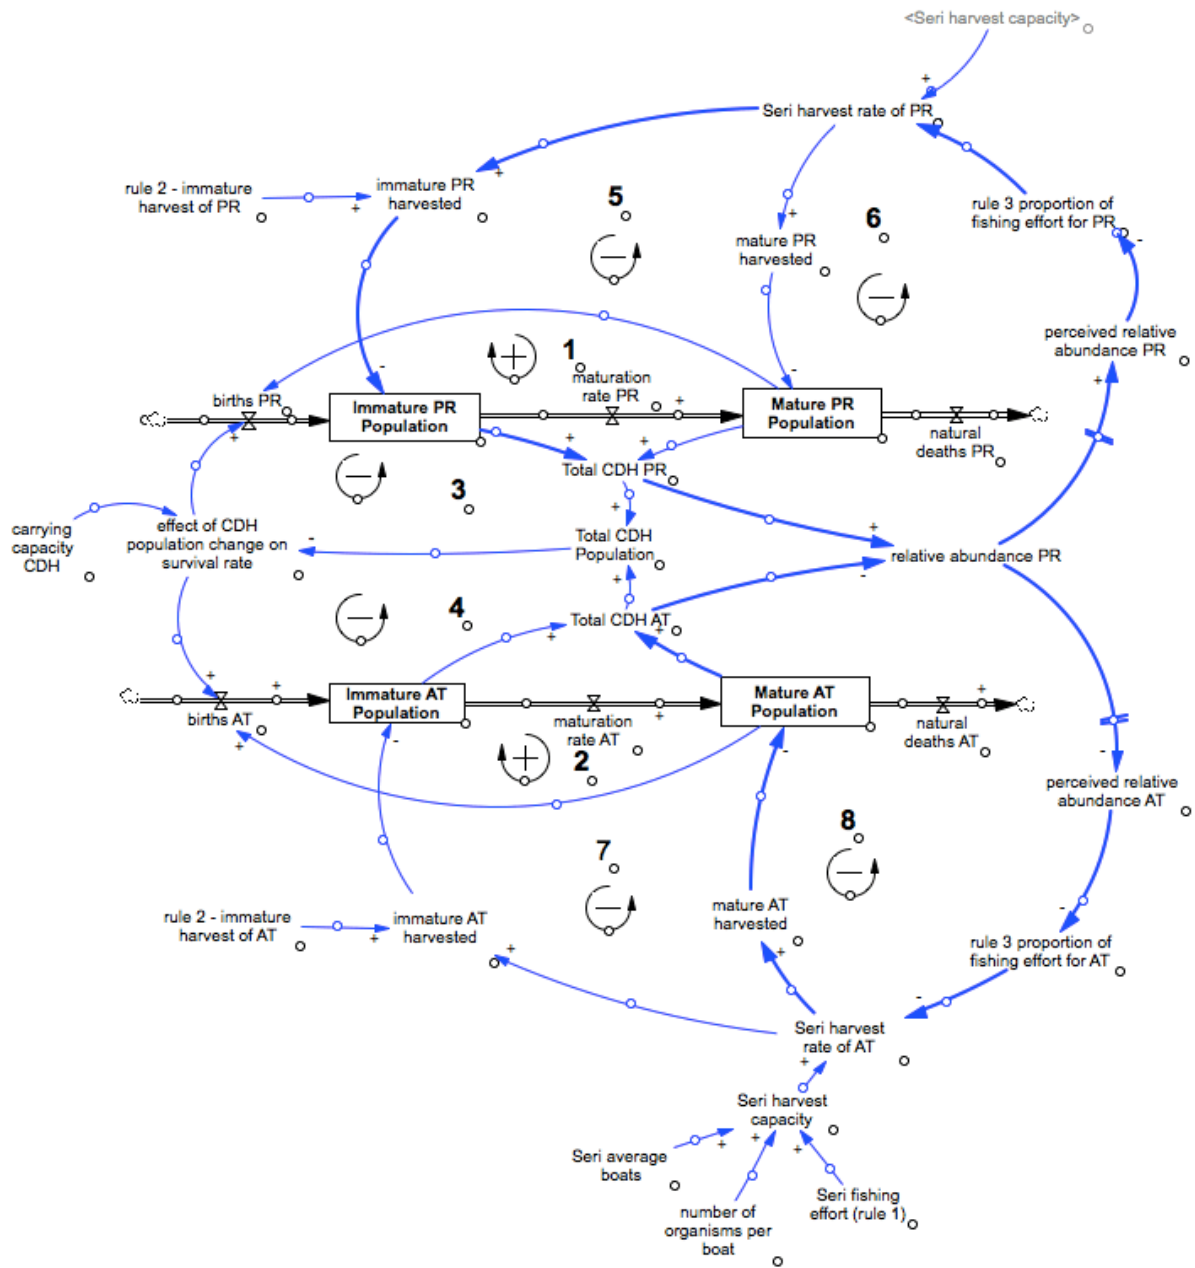 <Seri harvest capacity>
+
Seri harvest rate of PR
+
rule 2 - immature
harvest of PR
+
immature PR
harvested
5
+
mature PR
harvested
6
rule 3 proportion of
fishing effort for PR
-
perceived relative
abundance PR
+
-
-
+
1
maturation
rate PR
+
births PR
+
Immature PR
Population
Mature PR
Population
natural
deaths PR
+
+
Total CDH PR
-
3
+
carrying
capacity
CDH
effect of CDH
population change on
survival rate
-
Total CDH
Population
+
relative abundance PR
+
-
-
4
+
Total CDH AT
+
+
+
births AT
+
Immature AT
Population
maturation
rate AT
+
Mature AT
Population
+
natural
deaths AT
-
-
+
2
-
perceived relative
abundance AT
7
-
8
-
rule 2 - immature
harvest of AT
+
immature AT
harvested
+
mature AT
harvested
+
-
rule 3 proportion of
fishing effort for AT
-
Seri harvest
rate of AT
+
Seri harvest
capacity
+
+
+
Seri average
boats
number of
organisms per
boat
Seri fishing
effort (rule 1)